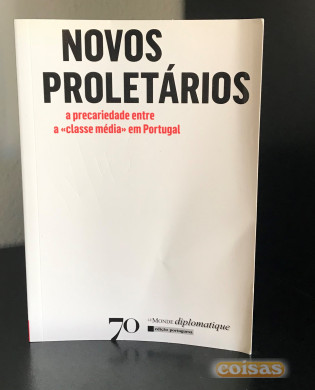 NOVOS
PROLETÁRIOS
a precariedade entre
a «classe média» em Portugal
70
LE MONDE diplomatique
edição portuguesa
coisas